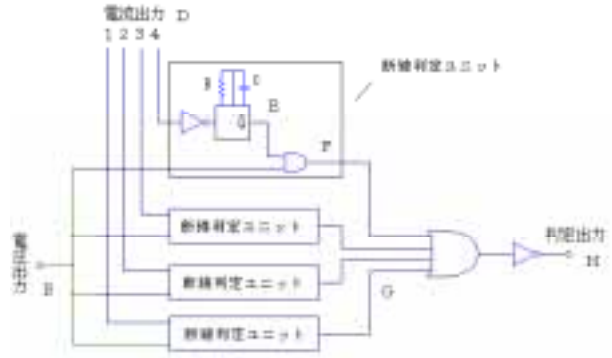 電流出力 D
1 2 3 4
断線判定ユニット
R
C
Q
E
F
断線判定ユニット
断線判定ユニット
断線判定ユニット
電圧出力
B
G
判定出力
H